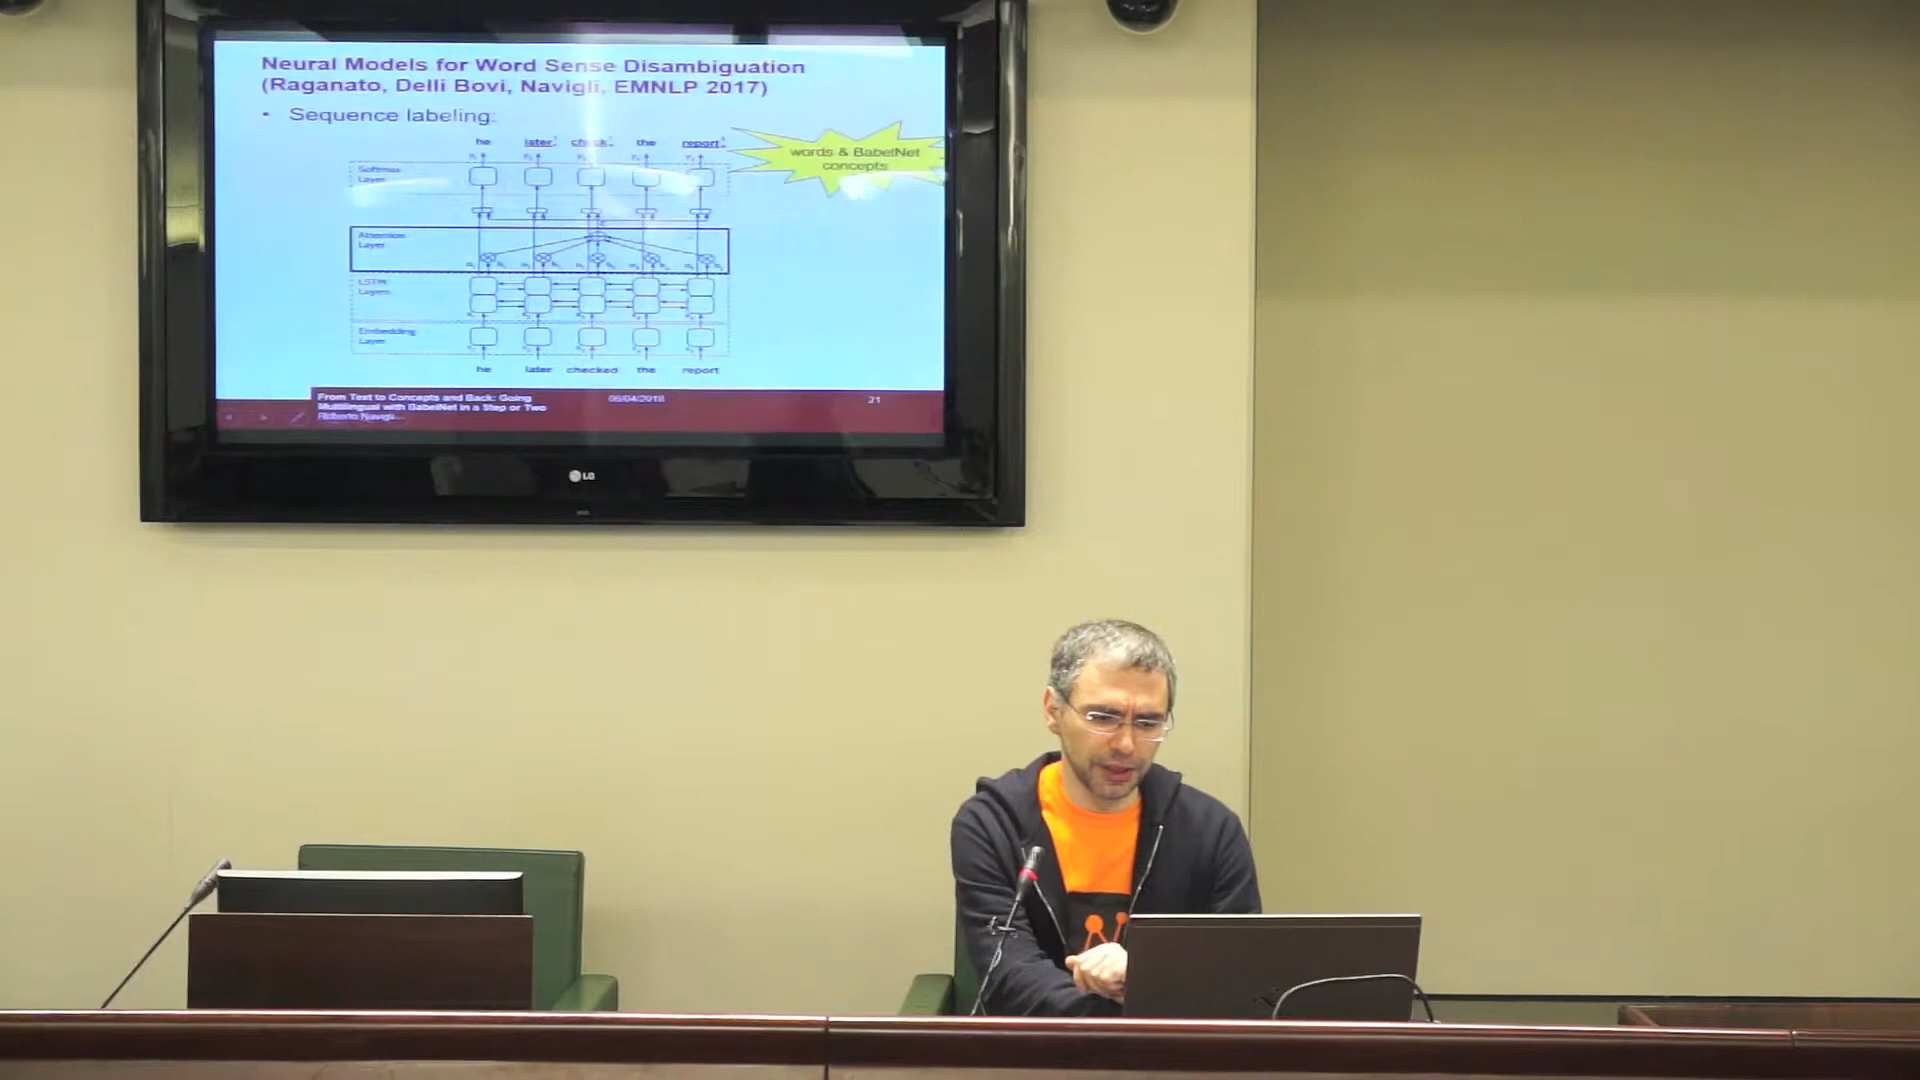 Neural Models for Word Sense Disambiguation
(Raganato, Delli Bovi, Navigli, EMNLP 2017)
• Sequence labeling:
he later check the report
words & BabelNet
concepts
Softmax
Layer
Attention
Layer
LSTM
Layers
Embedding
Layer
he later checked the report
From Text to Concepts and Back: Going
Multilingual with BabelNet in a Step or Two
Roberto Navigli
06/04/2018
21
LG